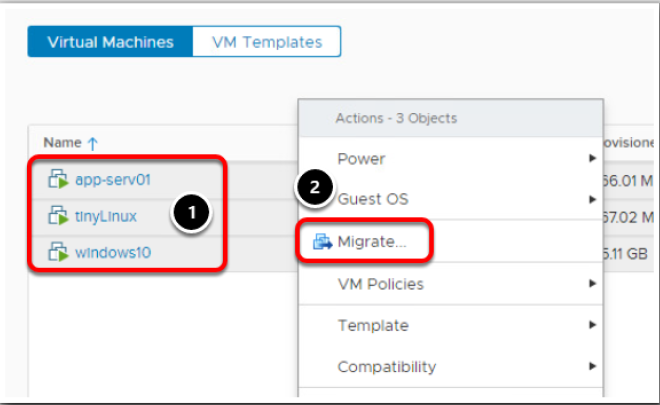 Virtual Machines VM Templates
Actions - 3 Objects
Name ↑ ovisione
Power
app-serv01 66.01 M
2
Guest OS
tinyLinux 1 67.02 M
Migrate...
windows10 5.11 GB
VM Policies
Template
Compatibility